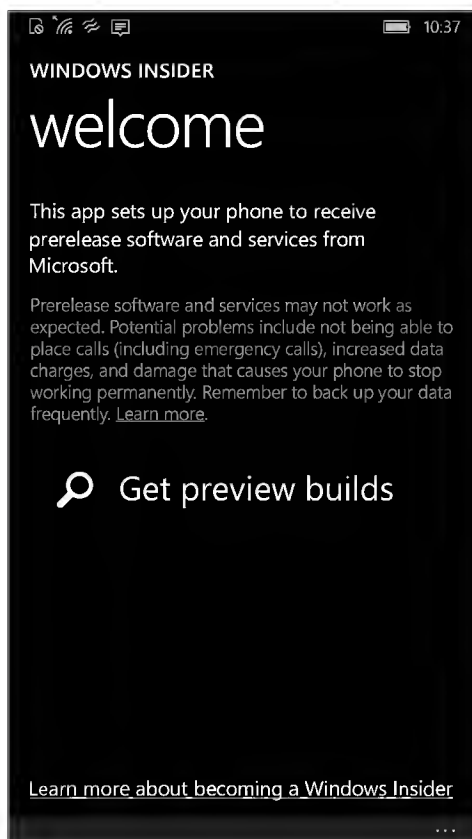 10:37
WINDOWS INSIDER
welcome
This app sets up your phone to receive
prerelease software and services from
Microsoft.
Prerelease software and services may not work as
expected. Potential problems include not being able to
place calls (including emergency calls), increased data
charges, and damage that causes your phone to stop
working permanently. Remember to back up your data
frequently. Learn more.
Get preview builds
Learn more about becoming a Windows Insider
...